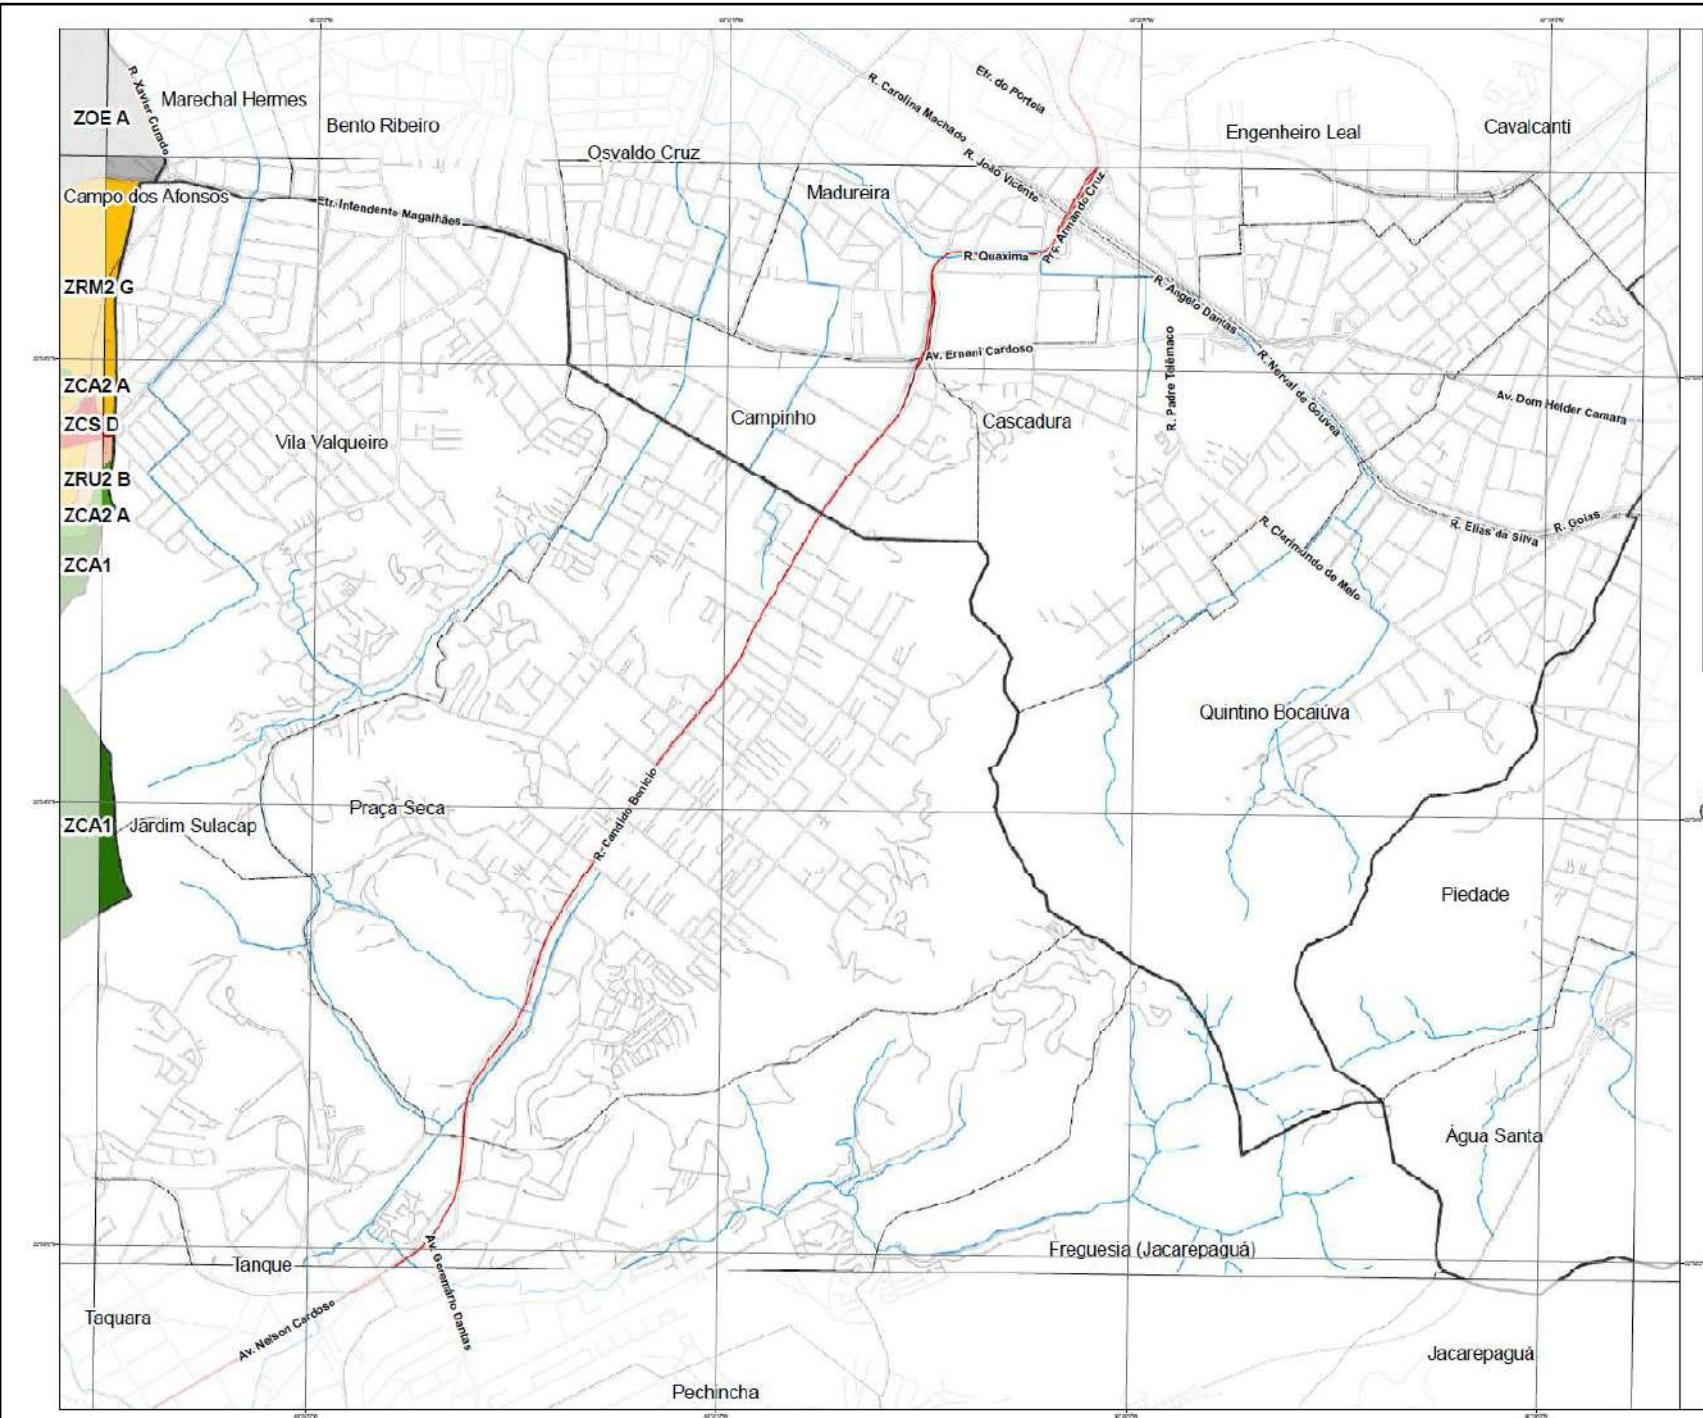 R. Xavier Curado
Marechal Hermes
ZOE A
Bento Ribeiro
Osvaldo Cruz
R. Carolina Machado
Etr. do Portela
Engenheiro Leal
Cavalcanti
Campo dos Afonsos
Etr. Intendente Magalhães
Madureira
R. João Vicente
Prç. Armando Cruz
R. Quaxima
ZRM2 G
R. Angelo Dantas
Av. Ernani Cardoso
R. Padre Telêmaco
R. Nerval de Gouvea
ZCA2 A
Av. Dom Helder Camara
ZCS D
Vila Valqueire
Campinho
Cascadura
ZRU2 B
ZCA2 A
R. Clarimundo de Melo
R. Elias da Silva
R. Goias
ZCA1
Quintino Bocaiúva
R. Candido Benicio
Praça Seca
ZCA1
Jardim Sulacap
Piedade
Água Santa
Freguesia (Jacarepaguá)
Tanque
Av. Geremário Dantas
Taquara
Av. Nelson Cardoso
Jacarepaguá
Pechincha